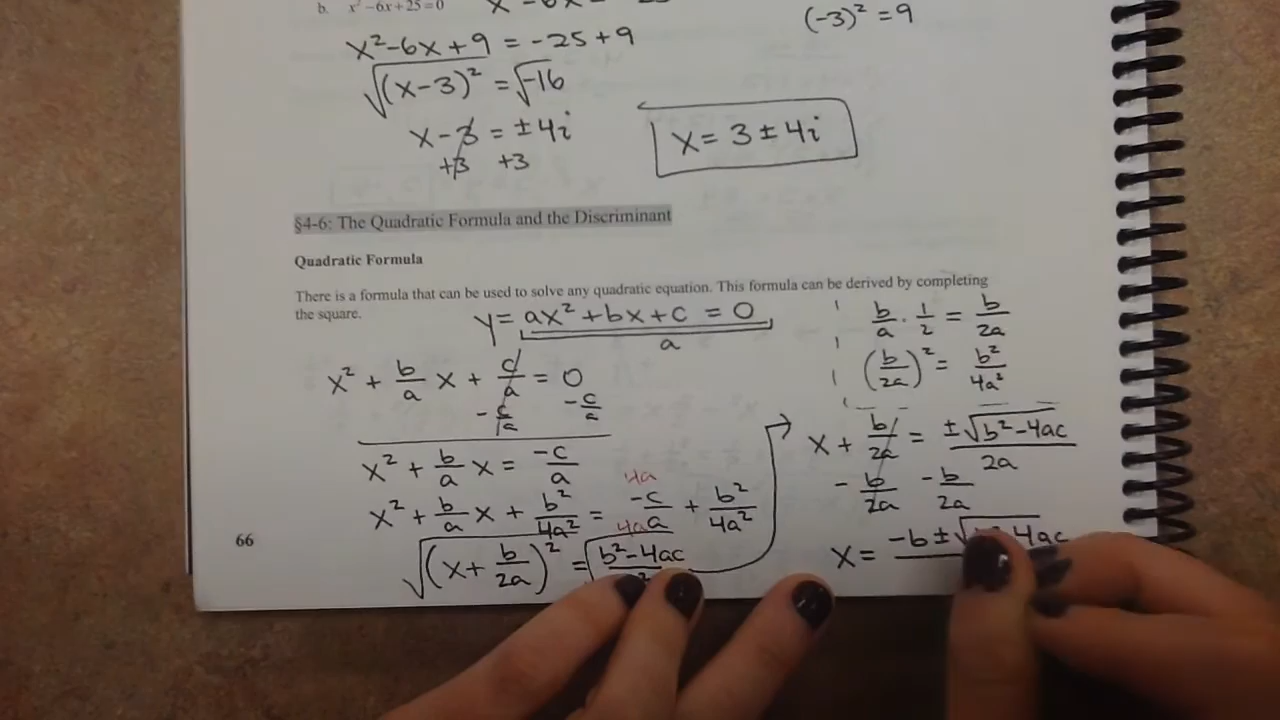 b. x² - 6x + 25 = 0
(-3)² = 9
x² - 6x + 9 = -25 + 9
√(x - 3)² = √-16
x - 3 = ± 4i
+3 +3
x = 3 ± 4i
§4-6: The Quadratic Formula and the Discriminant
Quadratic Formula
There is a formula that can be used to solve any quadratic equation. This formula can be derived by completing
the square.
y = ax² + bx + c = 0
a
x² + b/a x + c/a = 0
- c/a - c/a
x² + b/a x = -c/a
x² + b/a x + b²/4a² = 4a -c/4a a + b²/4a²
√(x + b/2a)² = √b² - 4ac
b/a · 1/2 = b/2a
(b/2a)² = b²/4a²
x + b/2a = ±√b² - 4ac/2a
- b/2a - b/2a
x = -b ± √ 4ac
66